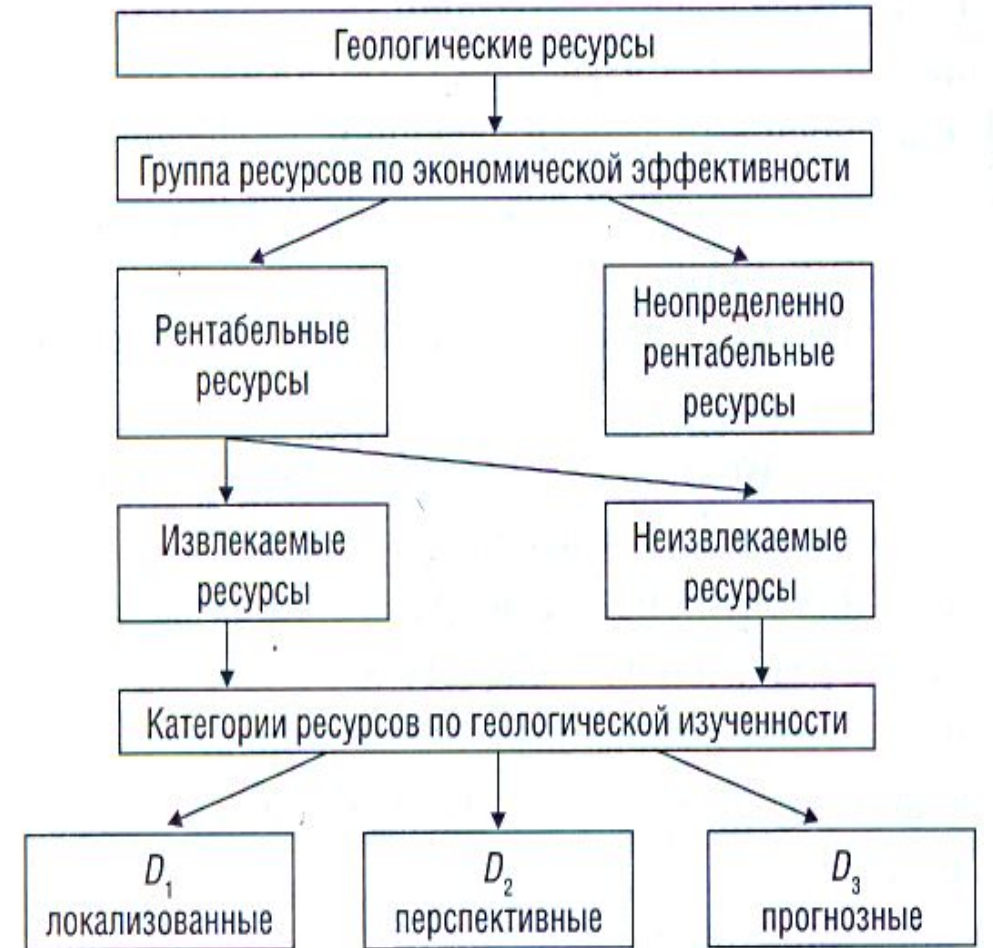 Геологические ресурсы
Группа ресурсов по экономической эффективности
Рентабельные
ресурсы
Неопределенно
рентабельные
ресурсы
Извлекаемые
ресурсы
Неизвлекаемые
ресурсы
Категории ресурсов по геологической изученности
D₁
локализованные
D₂
перспективные
D₃
прогнозные